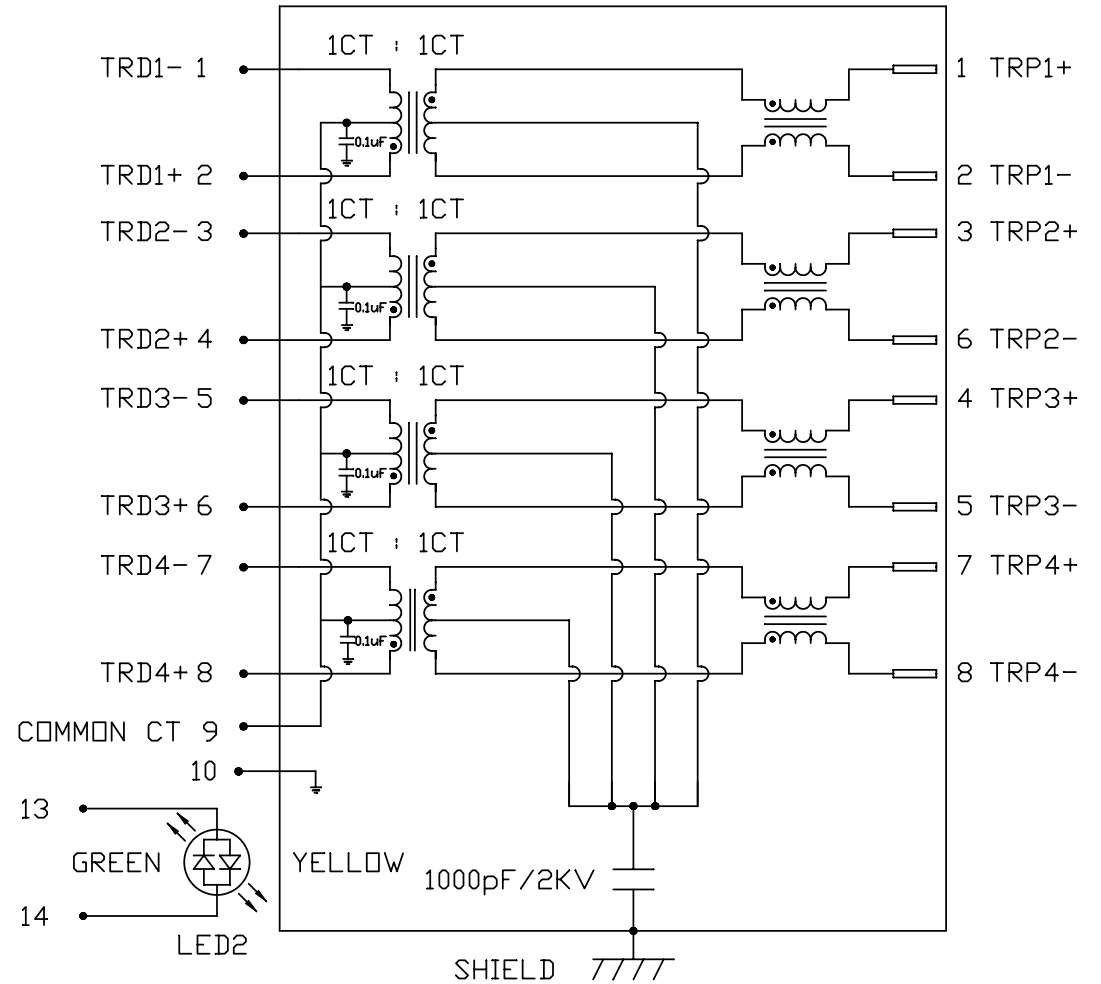 1CT : 1CT
TRD1- 1
1 TRP1+
0.1uF
TRD1+ 2
2 TRP1-
1CT : 1CT
TRD2- 3
3 TRP2+
0.1uF
TRD2+ 4
6 TRP2-
1CT : 1CT
TRD3- 5
4 TRP3+
0.1uF
TRD3+ 6
5 TRP3-
1CT : 1CT
TRD4- 7
7 TRP4+
0.1uF
TRD4+ 8
8 TRP4-
COMMON CT 9
10
13
GREEN
YELLOW
1000pF/2KV
14
LED2
SHIELD